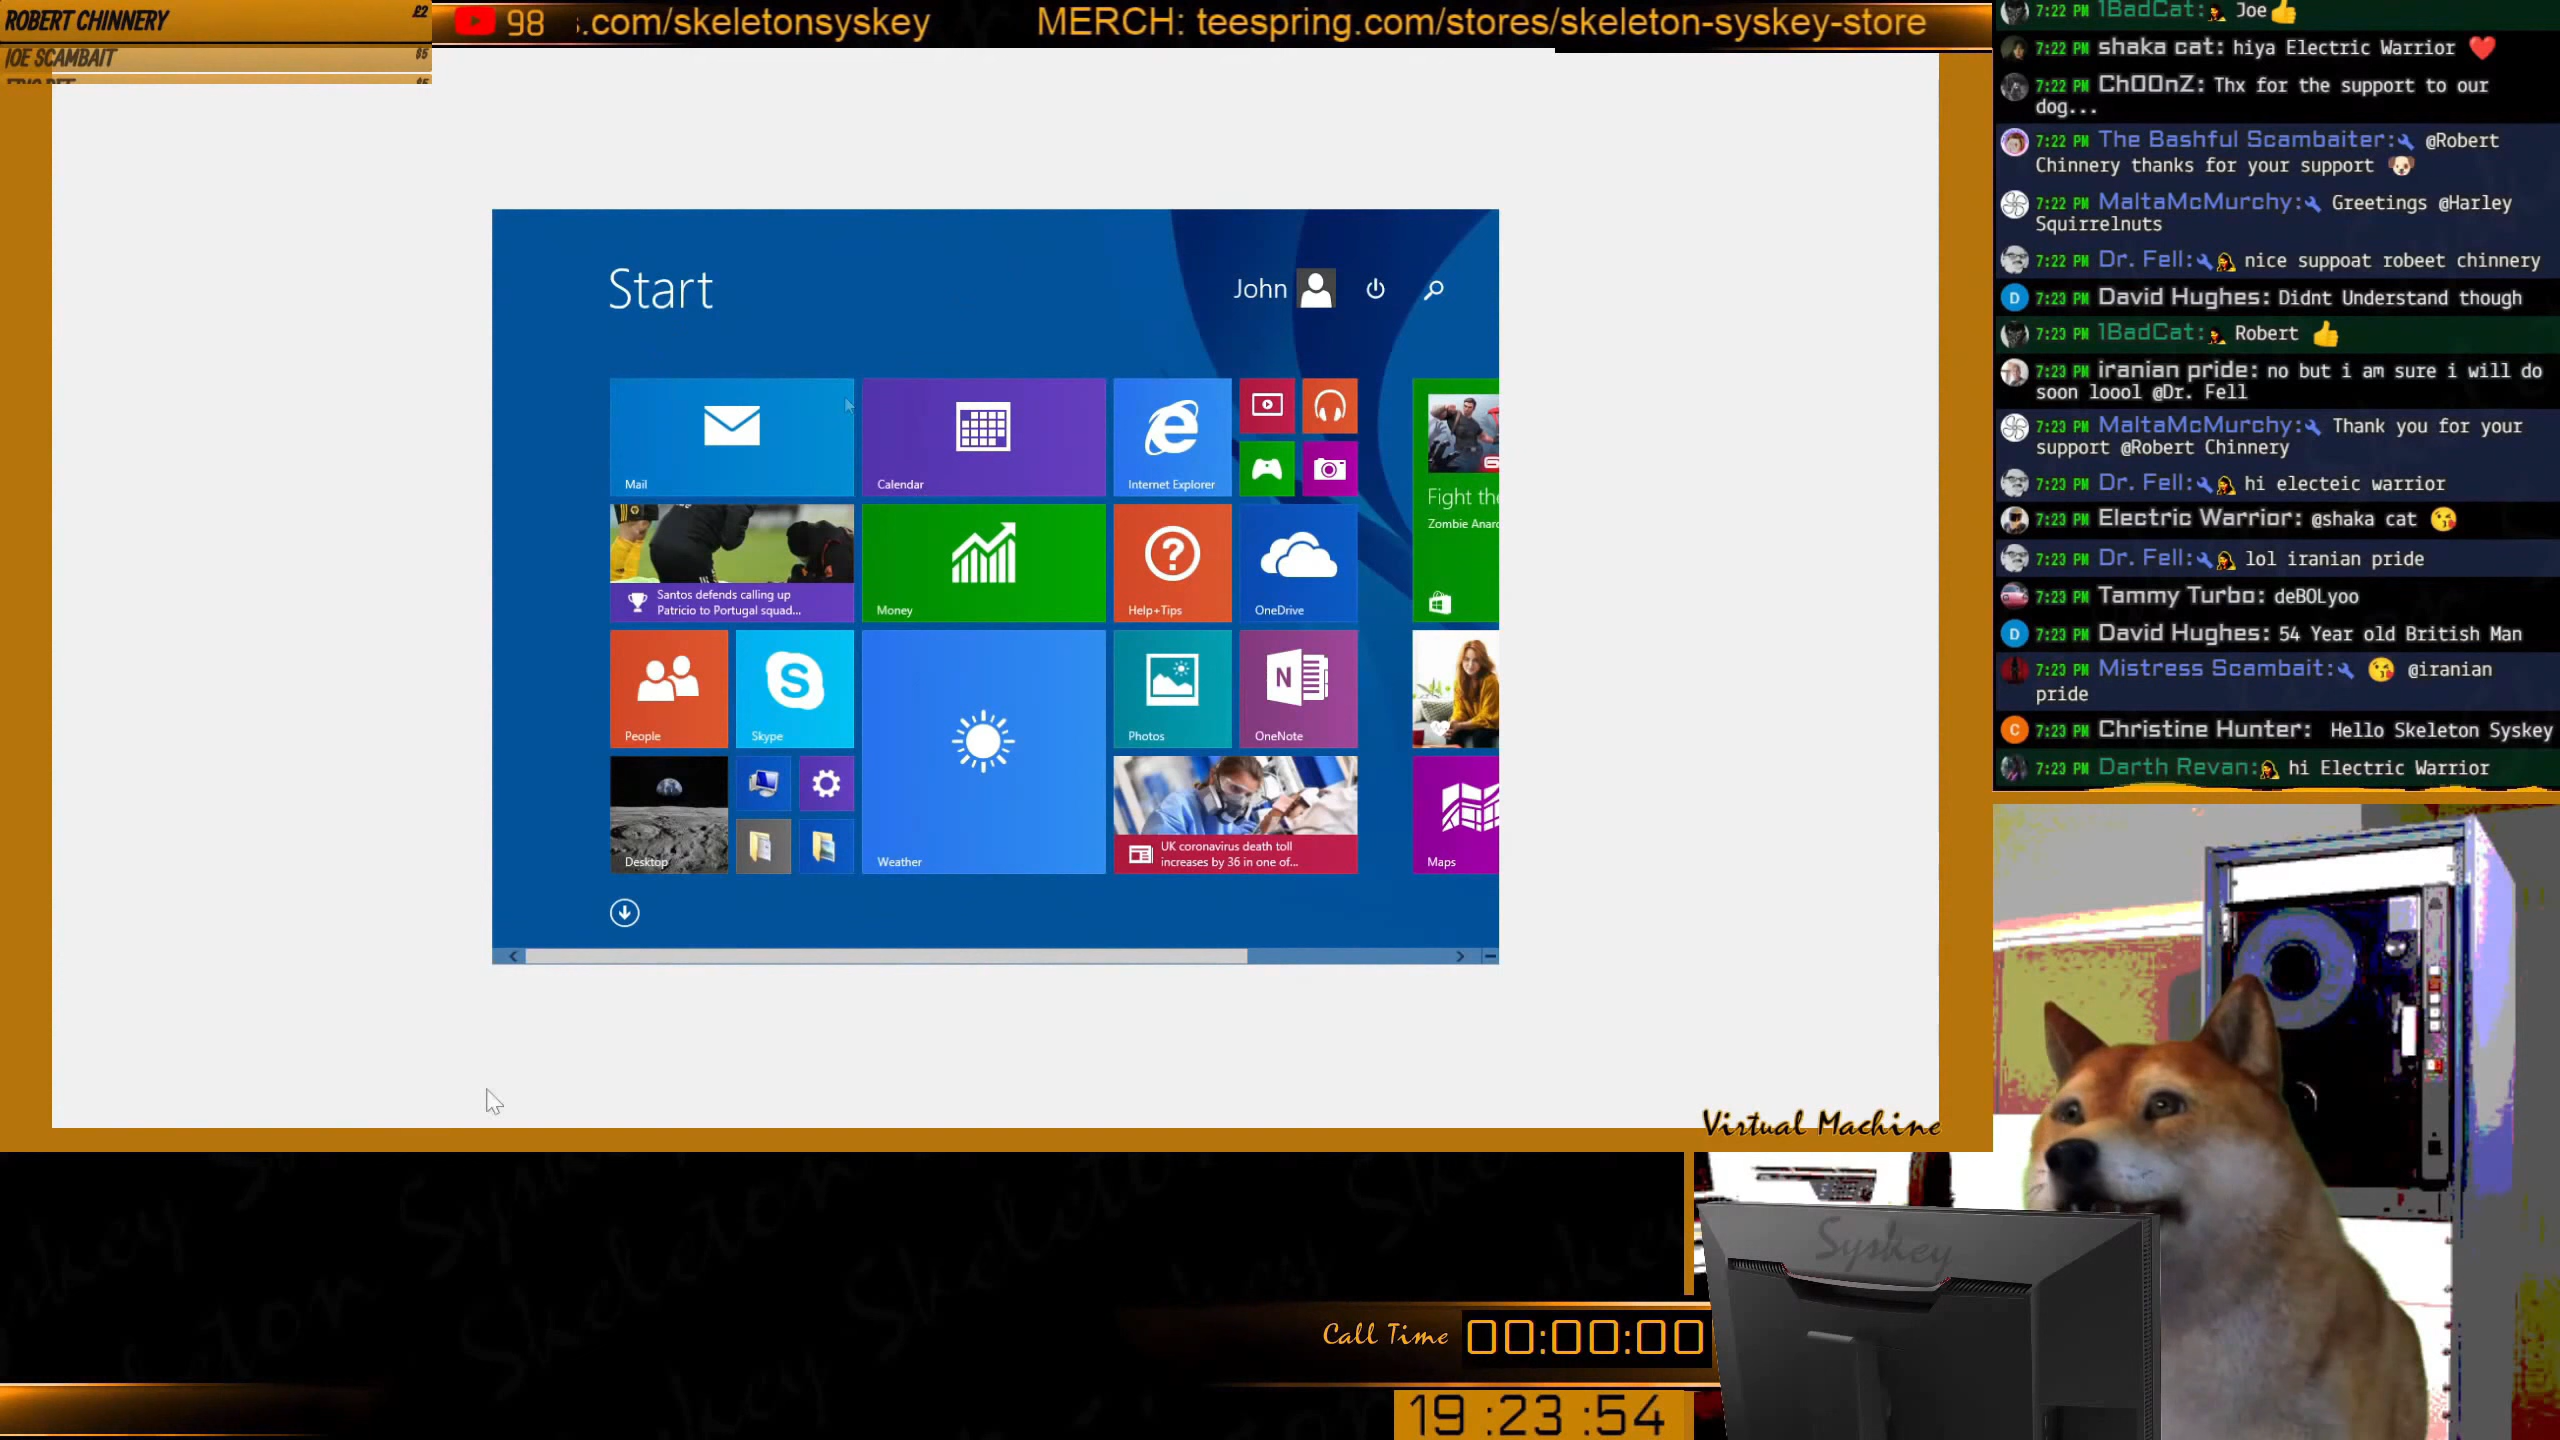 ROBERT CHINNERY £2
JOE SCAMBAIT $5
98 .com/skeletonsyskey MERCH: teespring.com/stores/skeleton-syskey-store
Start
John
Mail
Calendar
Internet Explorer
Fight the
Zombie Anarc
Santos defends calling up
Patricio to Portugal squad...
Money
Help+Tips
OneDrive
People
Skype
Weather
Photos
OneNote
Desktop
UK coronavirus death toll
increases by 36 in one of...
Maps
Virtual Machine
7:22 PM 1BadCat: Joe👍
7:22 PM shaka cat: hiya Electric Warrior ❤️
7:22 PM ChOOnZ: Thx for the support to our
dog...
7:22 PM The Bashful Scambaiter: @Robert
Chinnery thanks for your support 🐶
7:22 PM MaltaMcMurchy: Greetings @Harley
Squirrelnuts
7:22 PM Dr. Fell: nice suppoat robeet chinnery
7:23 PM David Hughes: Didnt Understand though
7:23 PM 1BadCat: Robert 👍
7:23 PM iranian pride: no but i am sure i will do
soon loool @Dr. Fell
7:23 PM MaltaMcMurchy: Thank you for your
support @Robert Chinnery
7:23 PM Dr. Fell: hi electeic warrior
7:23 PM Electric Warrior: @shaka cat 😘
7:23 PM Dr. Fell: lol iranian pride
7:23 PM Tammy Turbo: deBOLyoo
7:23 PM David Hughes: 54 Year old British Man
7:23 PM Mistress Scambait: 😘 @iranian
pride
7:23 PM Christine Hunter: Hello Skeleton Syskey
7:23 PM Darth Revan: hi Electric Warrior
Syskey
Call Time 00:00:00
19 :23 :54